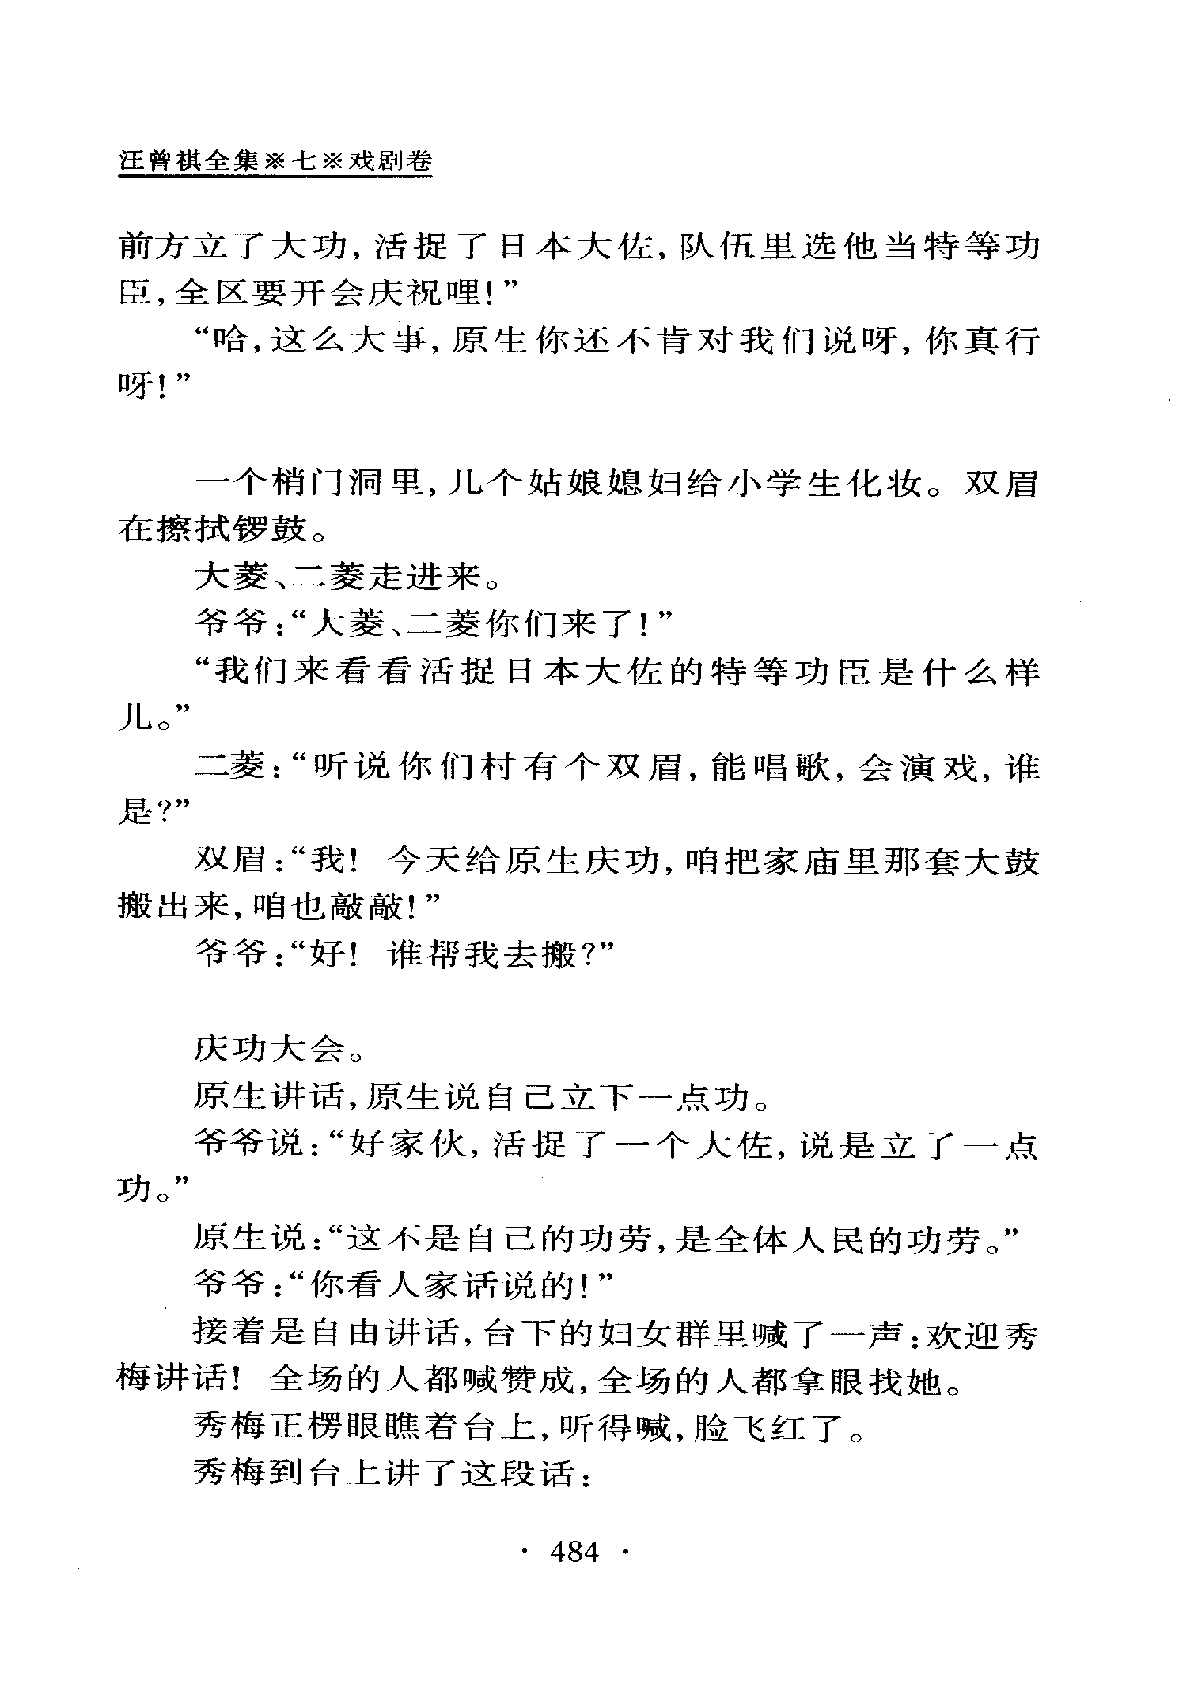 汪曾祺全集※七※戏剧卷
前方立了大功,活捉了日本大佐,队伍里选他当特等功
臣,全区要开会庆祝哩!”
“哈,这么大事,原生你还不肯对我们说呀,你真行
呀!”
一个梢门洞里,几个姑娘媳妇给小学生化妆。双眉
在擦拭锣鼓。
大菱、二菱走进来。
爷爷:“大菱、二菱你们来了!”
“我们来看看活捉日本大佐的特等功臣是什么样
儿。”
二菱:“听说你们村有个双眉,能唱歌,会演戏,谁
是?”
双眉:“我! 今天给原生庆功,咱把家庙里那套大鼓
搬出来,咱也敲敲!”
爷爷:“好! 谁帮我去搬?”
庆功大会。
原生讲话,原生说自己立下一点功。
爷爷说:“好家伙,活捉了一个大佐,说是立了一点
功。”
原生说:“这不是自己的功劳,是全体人民的功劳。”
爷爷:“你看人家话说的!”
接着是自由讲话,台下的妇女群里喊了一声:欢迎秀
梅讲话! 全场的人都喊赞成,全场的人都拿眼找她。
秀梅正楞眼瞧着台上,听得喊,脸飞红了。
秀梅到台上讲了这段话:
· 484 ·